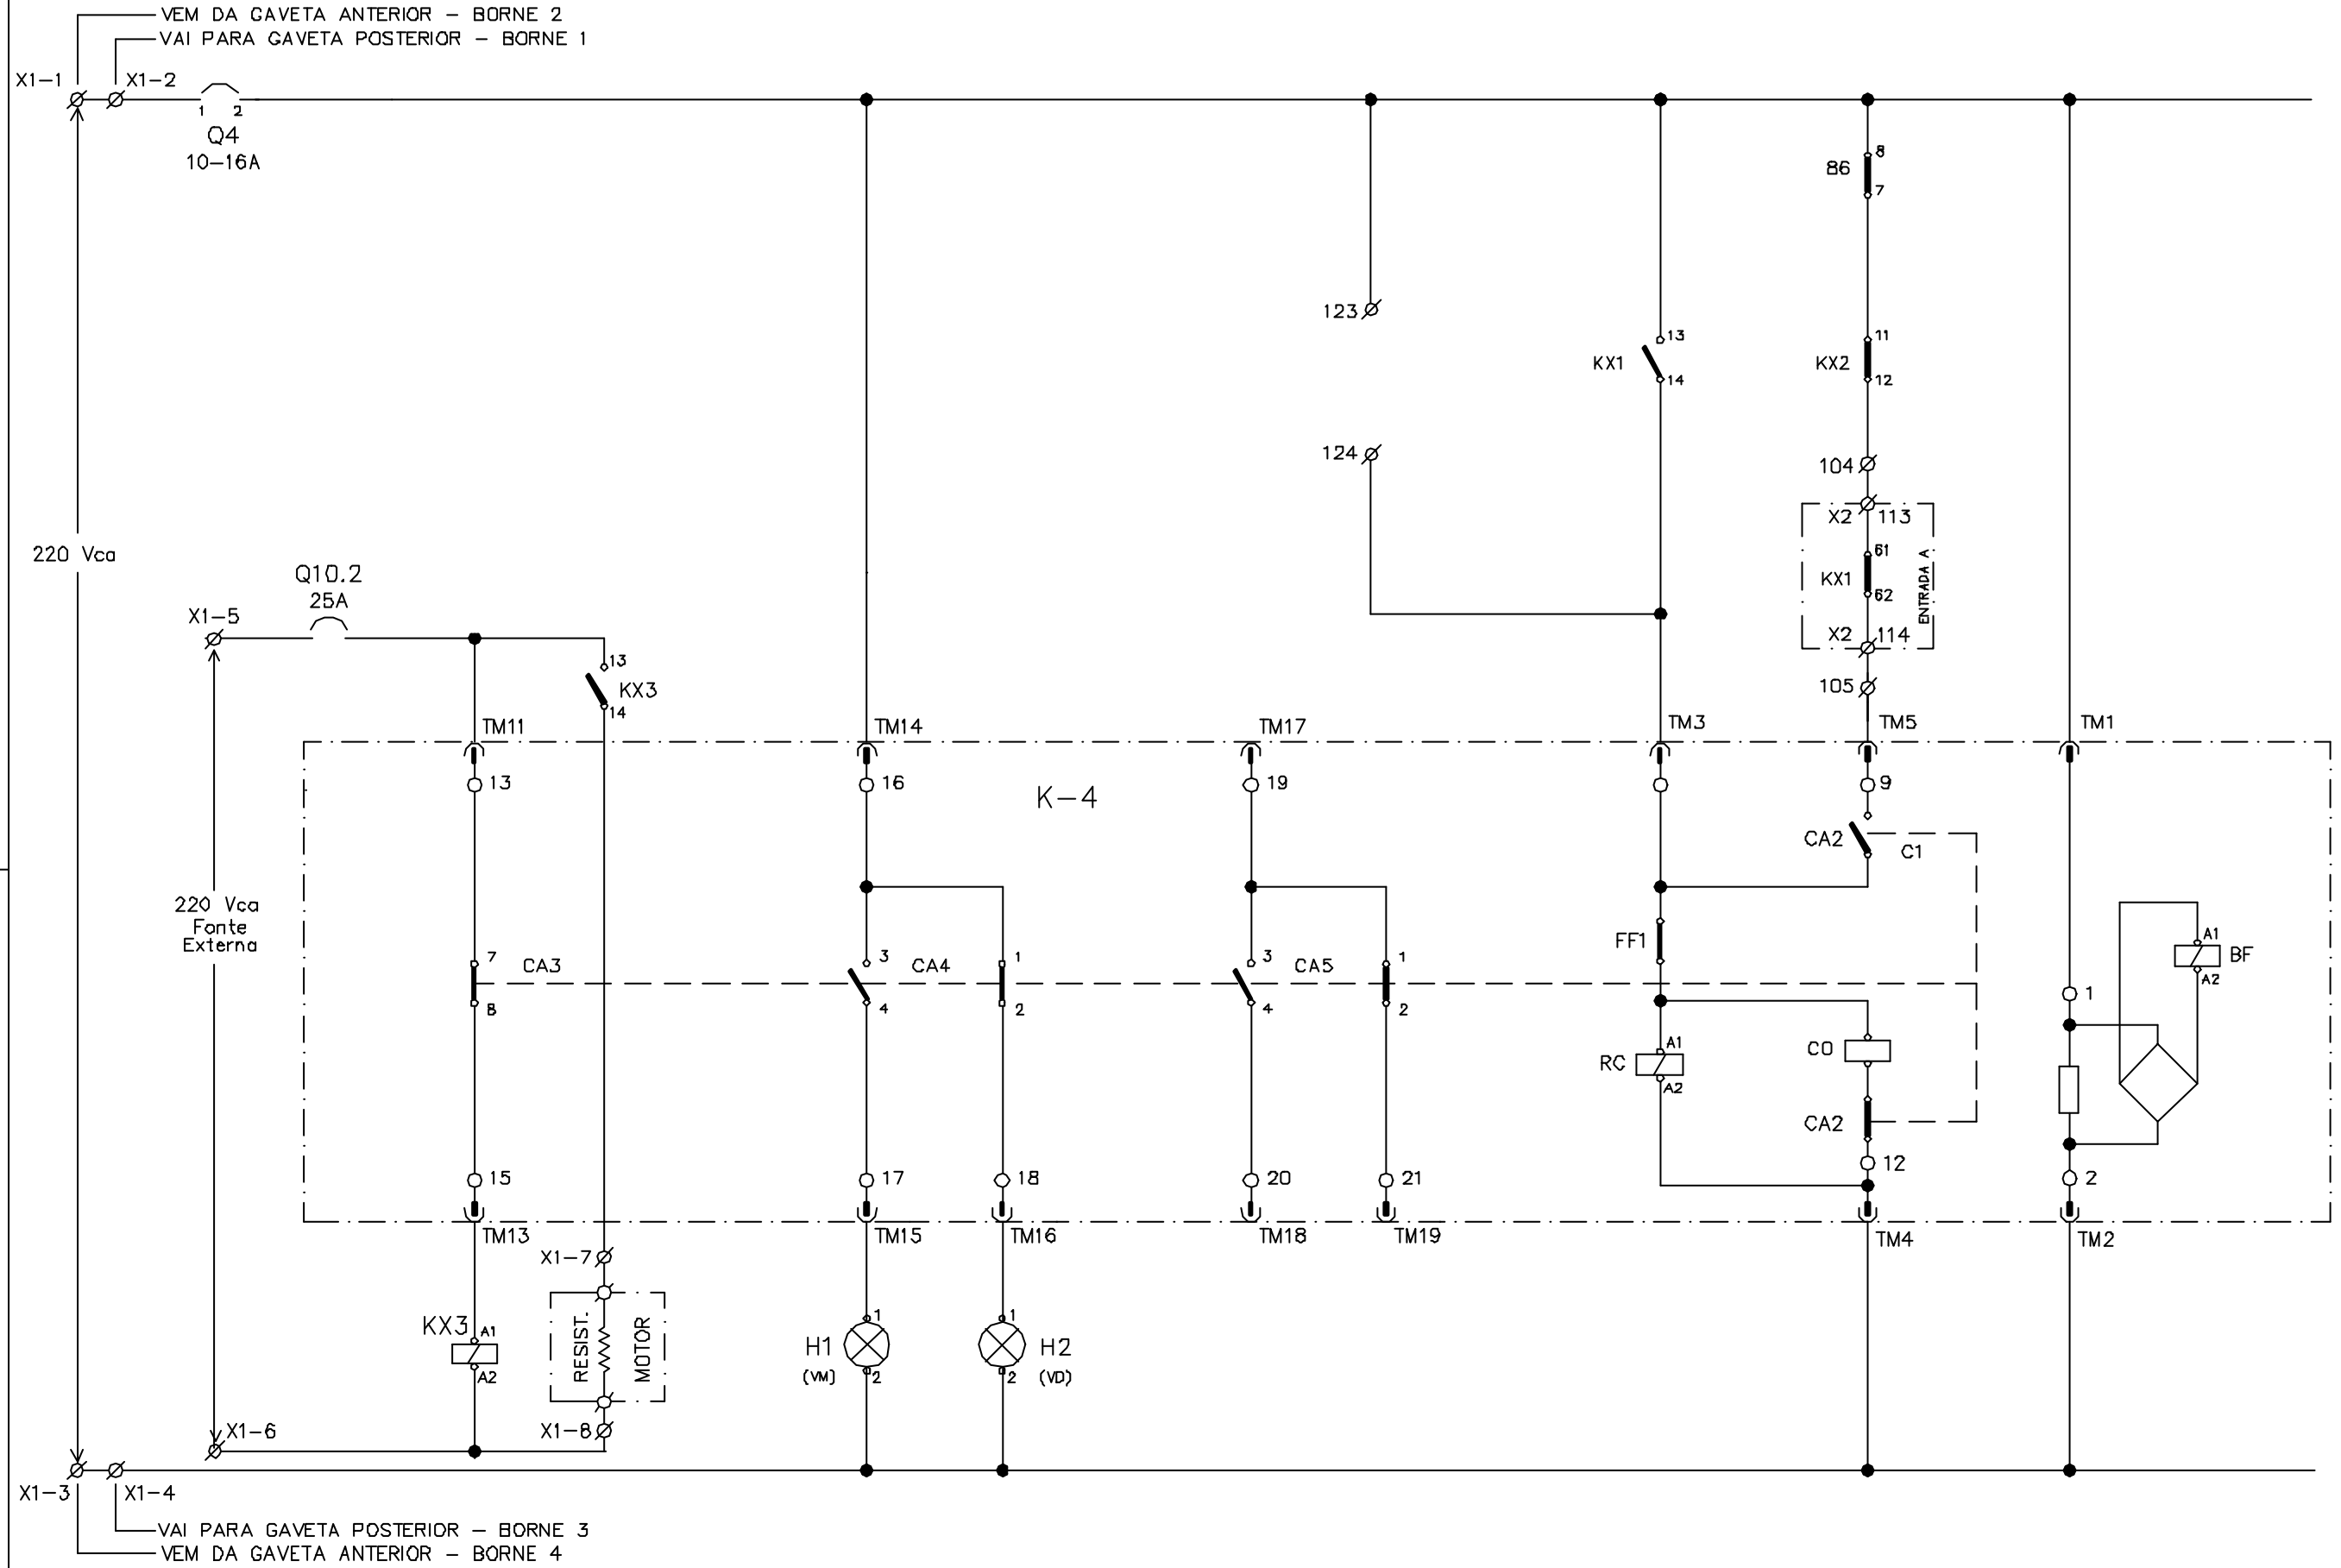 VEM DA GAVETA ANTERIOR - BORNE 2
VAI PARA GAVETA POSTERIOR - BORNE 1
X1-1
X1-2
1 2
Q4
10-16A
86
8
7
123
13
KX1
14
11
KX2
12
124
104
X2 113
61
KX1
62
ENTRADA A
X2 114
105
220 Vca
Q10.2
25A
X1-5
13
KX3
14
TM11
TM14
TM17
TM3
TM5
TM1
13
16
K-4
19
9
CA2
C1
220 Vca
Fonte
Externa
7
CA3
8
3
CA4
4
1
2
3
CA5
4
1
2
FF1
A1
BF
A2
1
A1
RC
A2
CO
CA2
12
15
17
18
20
21
2
TM13
TM15
TM16
TM18
TM19
TM4
TM2
X1-7
KX3
A1
A2
RESIST.
MOTOR
1
H1
(VM)
2
1
H2
(VD)
2
X1-6
X1-8
X1-3
X1-4
VAI PARA GAVETA POSTERIOR - BORNE 3
VEM DA GAVETA ANTERIOR - BORNE 4